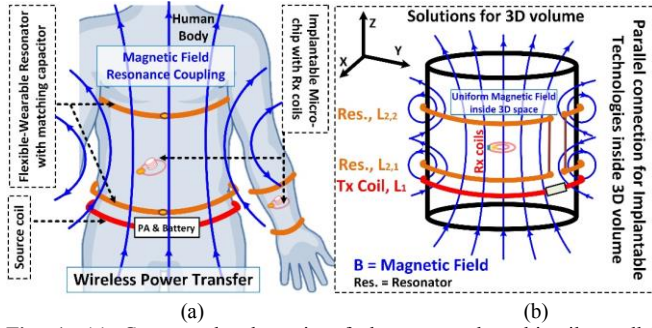 Flexible-Wearable Resonator
with matching capacitor
Source coil
Human
Body
Magnetic Field
Resonance Coupling
Implantable Micro-
chip with Rx coils
PA & Battery
Wireless Power Transfer
(a)
Solutions for 3D volume
Z
X
Y
Uniform Magnetic Field
inside 3D space
Res., L2,2
Rx coils
Res., L2,1
Tx Coil, L1
B = Magnetic Field
Res. = Resonator
Parallel connection for Implantable
Technologies inside 3D volume
(b)